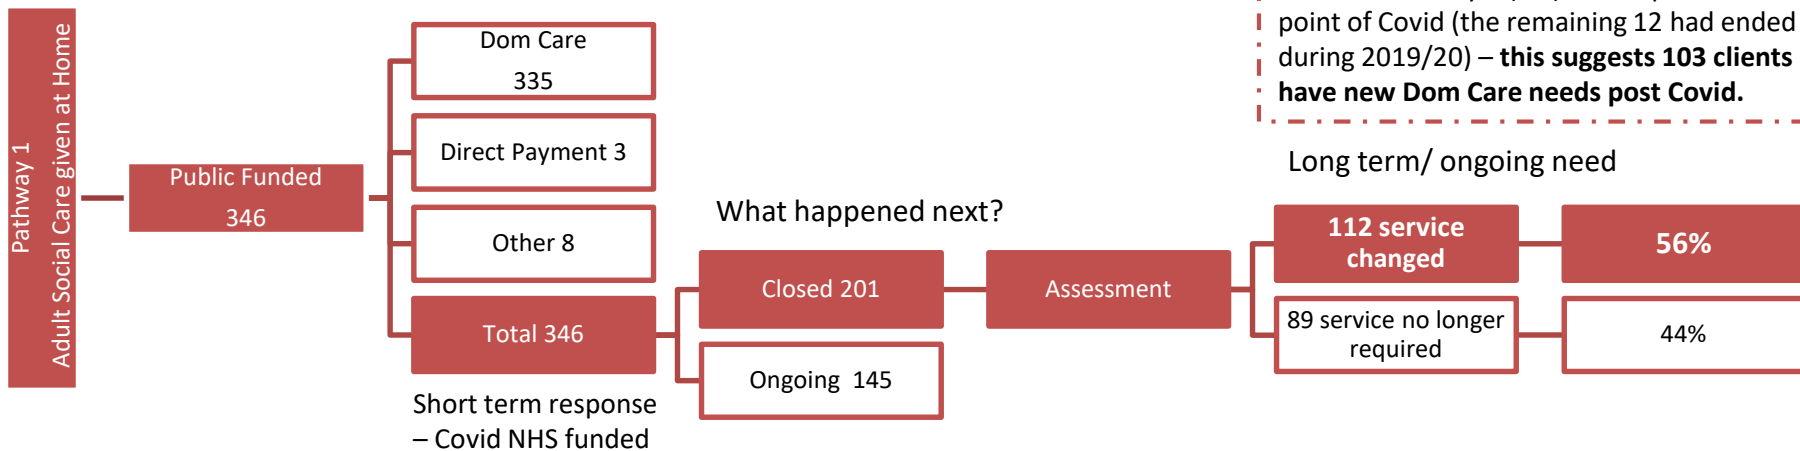 Pathway 1
Adult Social Care given at Home
Public Funded
346
Dom Care
335
Direct Payment 3
Other 8
Total 346
Short term response
– Covid NHS funded
What happened next?
Closed 201
Ongoing 145
Assessment
point of Covid (the remaining 12 had ended
during 2019/20) – this suggests 103 clients
have new Dom Care needs post Covid.
Long term/ ongoing need
112 service
changed
56%
89 service no longer
required
44%